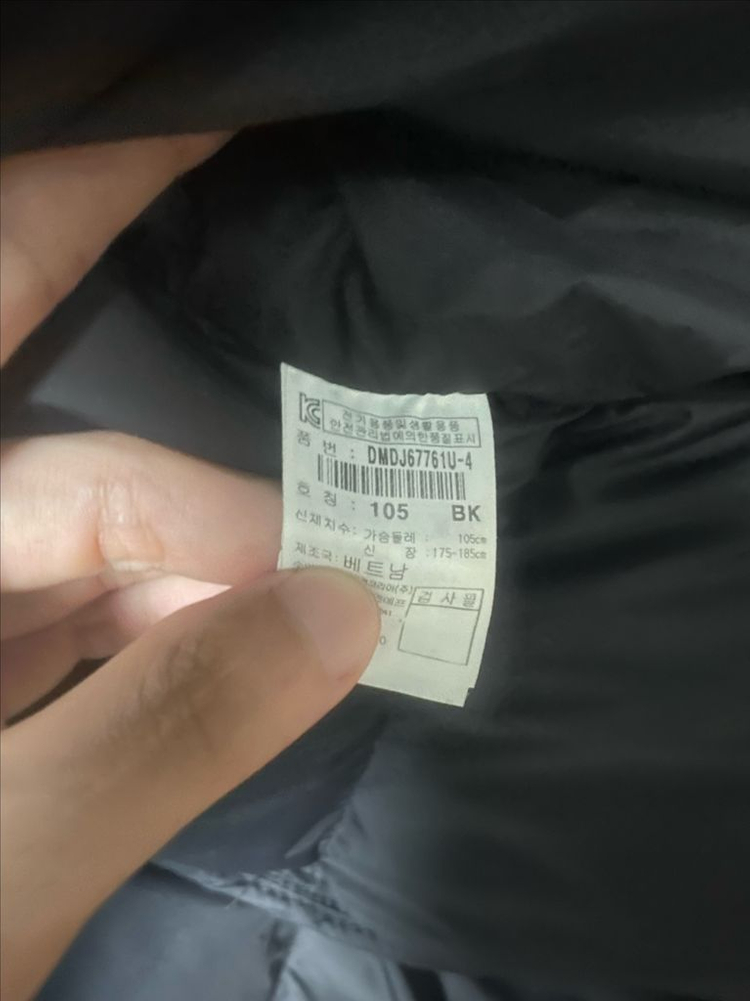 KC 전기용품및생활용품
안전관리법에의한품질표시
품 번 : DMDJ67761U-4
호 칭 : 105 BK
신체치수: 가슴둘레 : 105cm
신 장 :175-185cm
제조국: 베트남
검 사 필